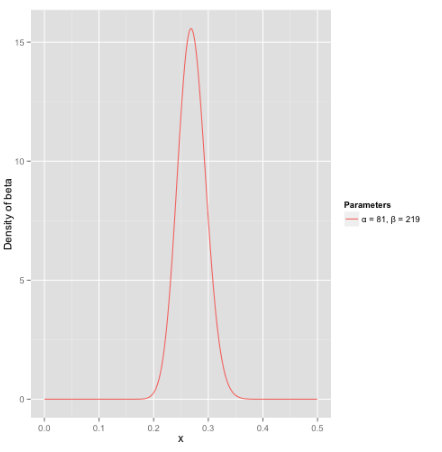 15
10
5
0
Density of beta
0.0 0.1 0.2 0.3 0.4 0.5
x
Parameters
α = 81, β = 219